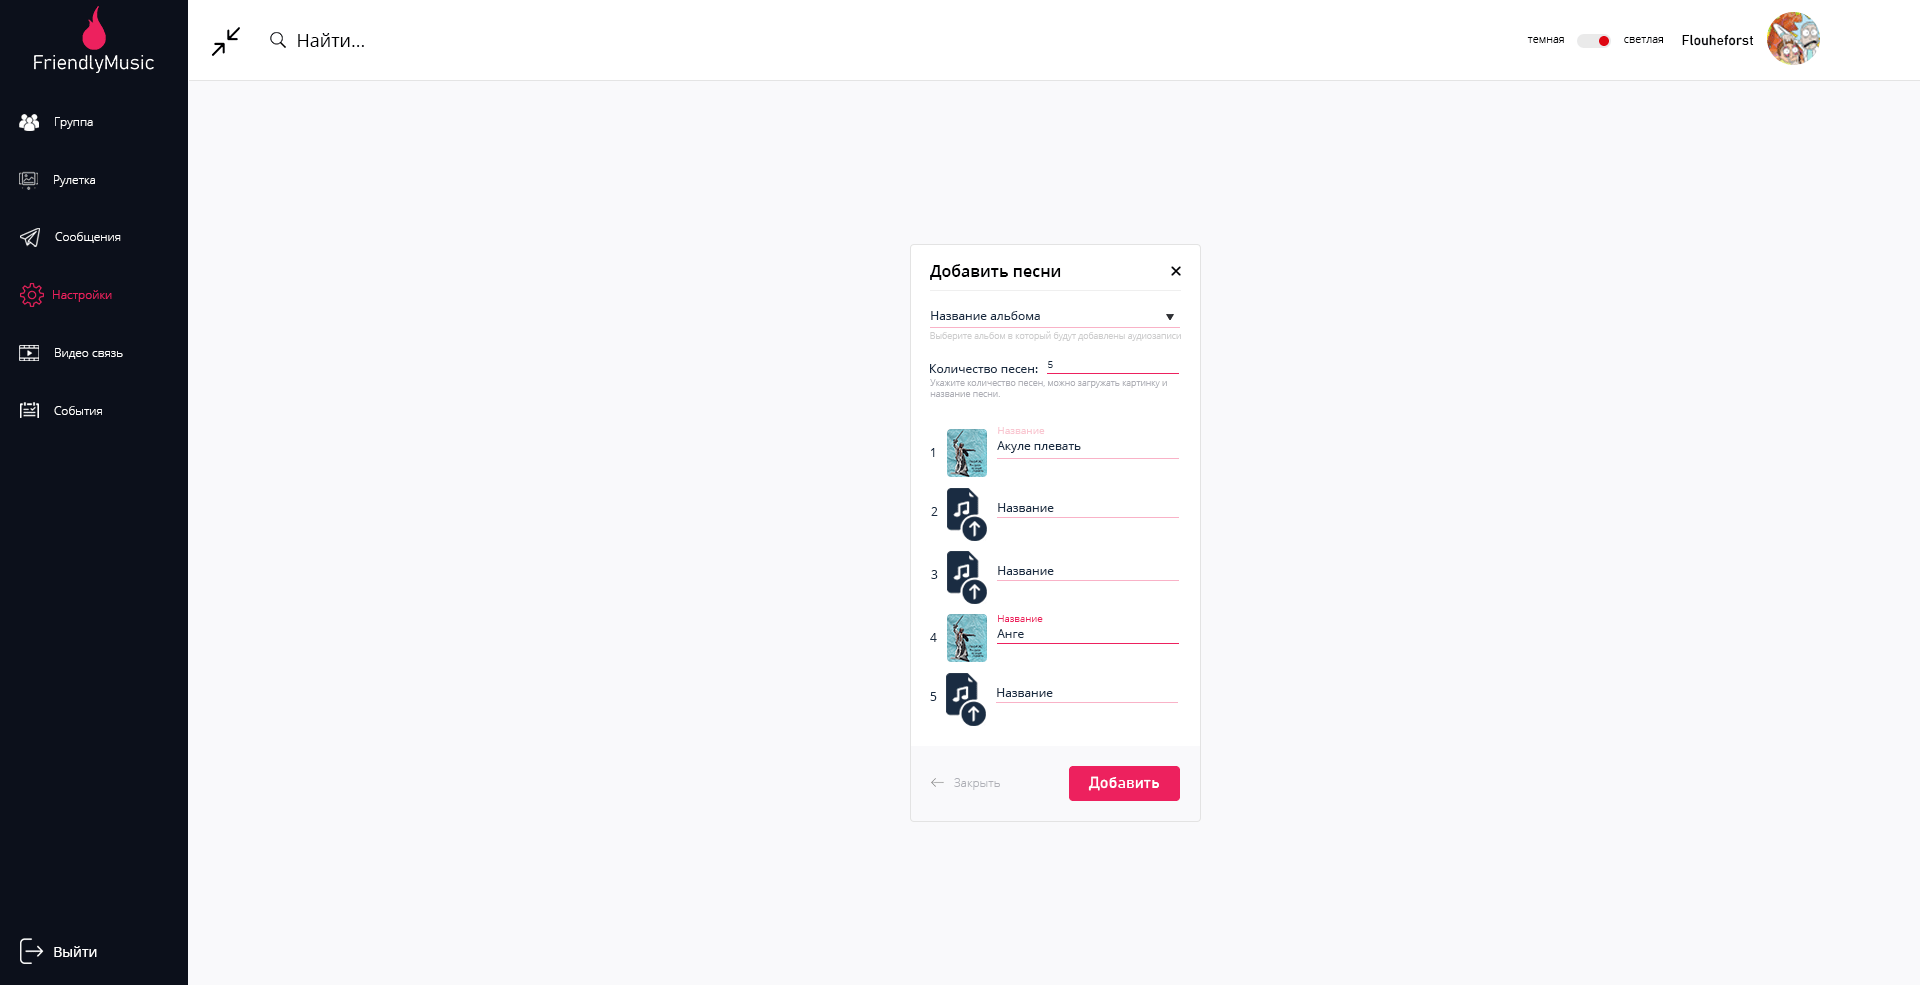 FriendlyMusic
Найти...
темная
светлая
Flouheforst
Группа
Рулетка
Сообщения
Настройки
Видео связь
События
Выйти
Добавить песни
Название альбома
Выберите альбом в который будут добавлены аудиозаписи
Количество песен: 5
Укажите количество песен, можно загружать картинку и
название песни.
Название
1 Акуле плевать
2 Название
3 Название
Название
4 Анге
5 Название
Закрыть
Добавить